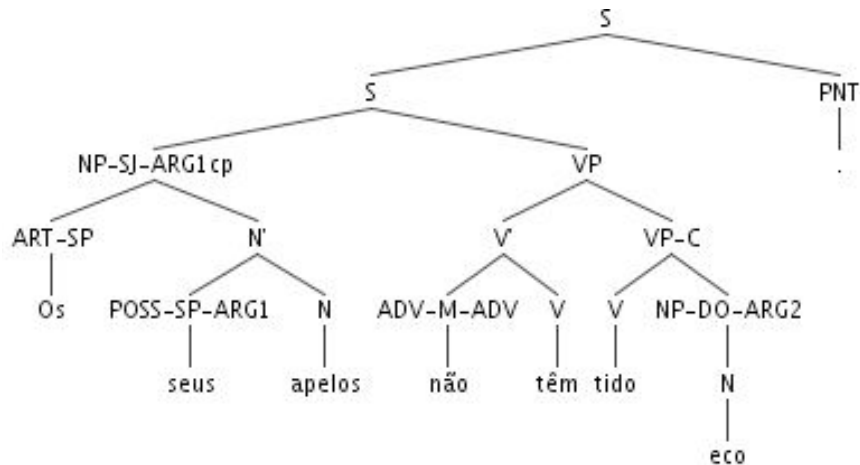 S
S PNT
NP-SJ-ARG1cp VP .
ART-SP N' V' VP-C
Os POSS-SP-ARG1 N ADV-M-ADV V V NP-DO-ARG2
seus apelos não têm tido N
eco